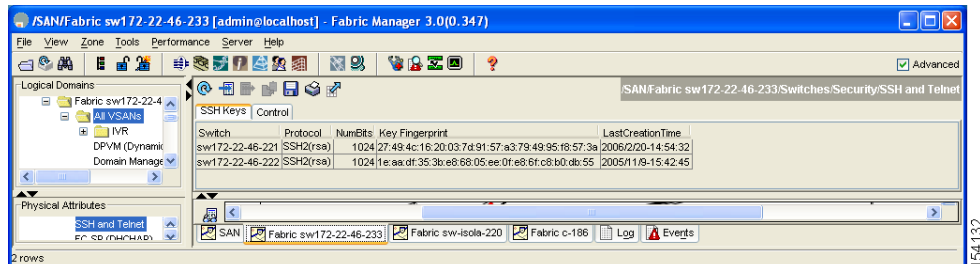 /SAN/Fabric sw172-22-46-233 [admin@localhost] - Fabric Manager 3.0(0.347)
File View Zone Tools Performance Server Help
Advanced
Logical Domains
Fabric sw172-22-4
All VSANs
IVR
DPVM (Dynamic
Domain Manage
/SAN/Fabric sw172-22-46-233/Switches/Security/SSH and Telnet
SSH Keys Control
Switch Protocol NumBits Key Fingerprint LastCreationTime
sw172-22-46-221 SSH2(rsa) 1024 27:49:4c:16:20:03:7d:91:57:a3:79:49:95:f8:57:3a 2006/2/20-14:54:32
sw172-22-46-222 SSH2(rsa) 1024 1e:aa:df:35:3b:e8:68:05:ee:0f:e8:6f:c8:b0:db:55 2005/11/9-15:42:45
Physical Attributes
SSH and Telnet
FC-SP (DHCHAP)
SAN Fabric sw172-22-46-233 Fabric sw-isola-220 Fabric c-186 Log Events
2 rows